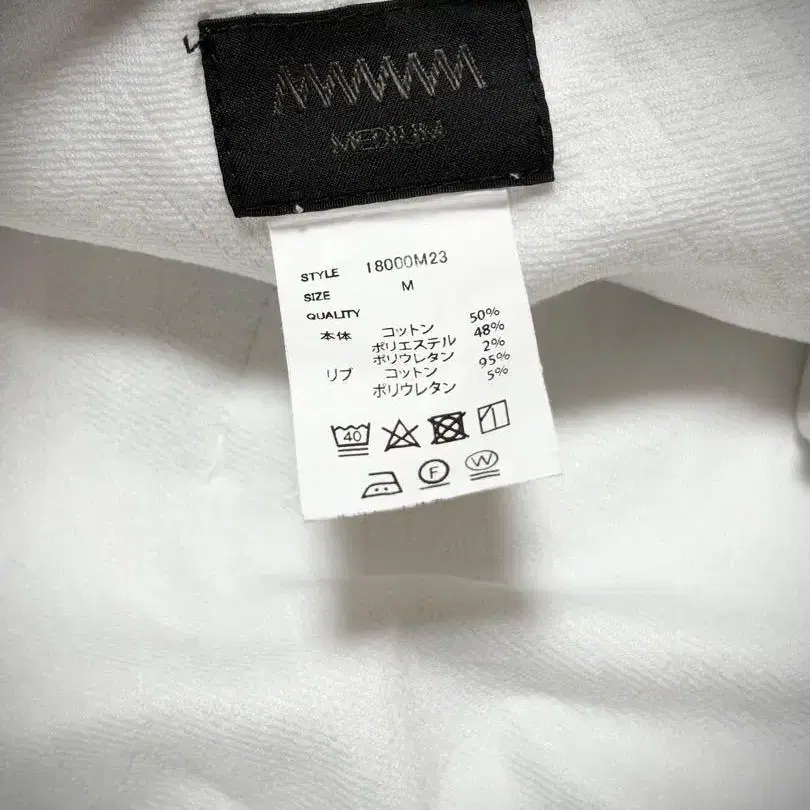 MEDIUM
STYLE 18000M23
SIZE M
QUALITY
本体 コットン 50%
ポリエステル 48%
ポリウレタン 2%
リブ コットン 95%
ポリウレタン 5%
40
F W